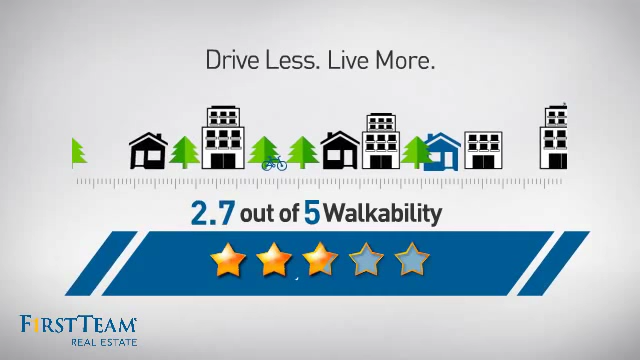 Drive Less. Live More.
2.7 out of 5 Walkability
FIRSTTEAM®
REAL ESTATE